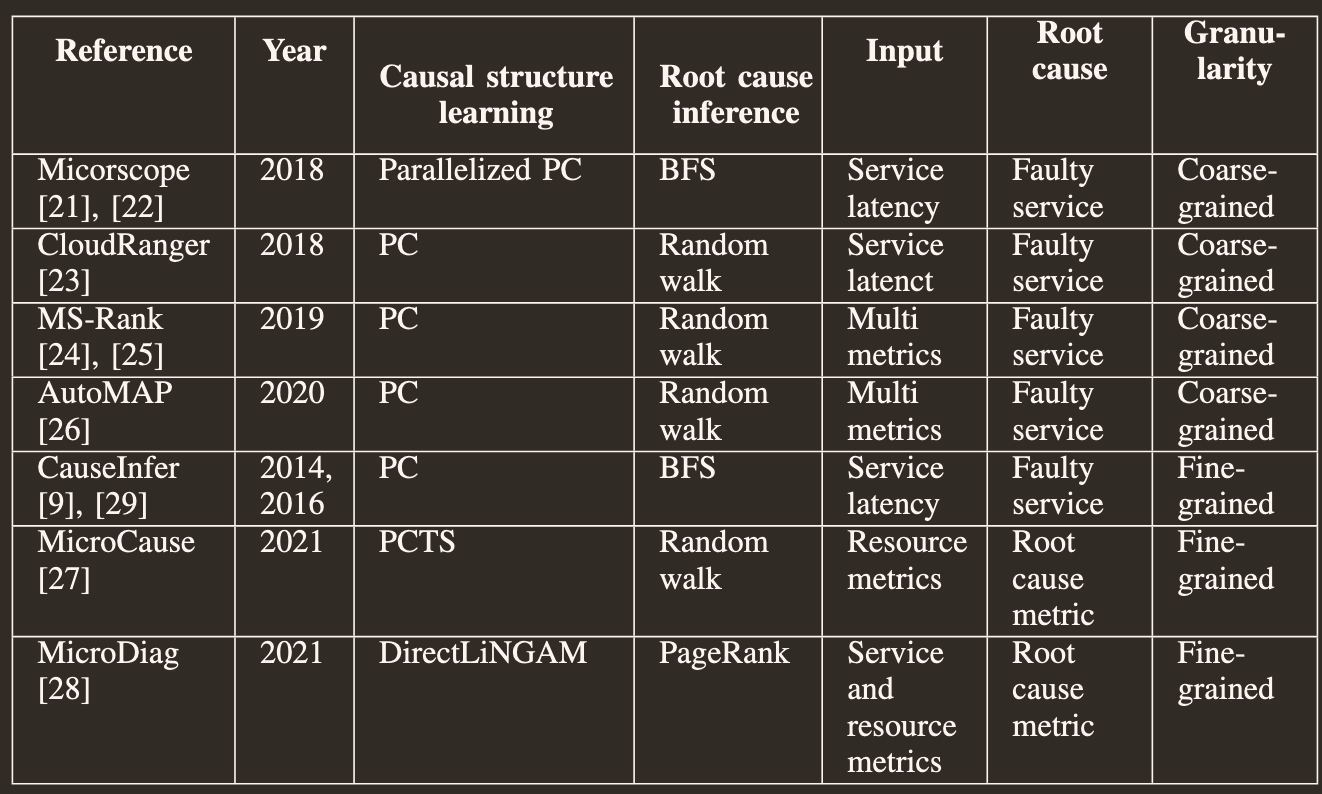 Reference Year Causal structure learning Root cause inference Input Root cause Granu-larity
Micorscope [21], [22] 2018 Parallelized PC BFS Service latency Faulty service Coarse-grained
CloudRanger [23] 2018 PC Random walk Service latenct Faulty service Coarse-grained
MS-Rank [24], [25] 2019 PC Random walk Multi metrics Faulty service Coarse-grained
AutoMAP [26] 2020 PC Random walk Multi metrics Faulty service Coarse-grained
CauseInfer [9], [29] 2014, 2016 PC BFS Service latency Faulty service Fine-grained
MicroCause [27] 2021 PCTS Random walk Resource metrics Root cause metric Fine-grained
MicroDiag [28] 2021 DirectLiNGAM PageRank Service and resource metrics Root cause metric Fine-grained